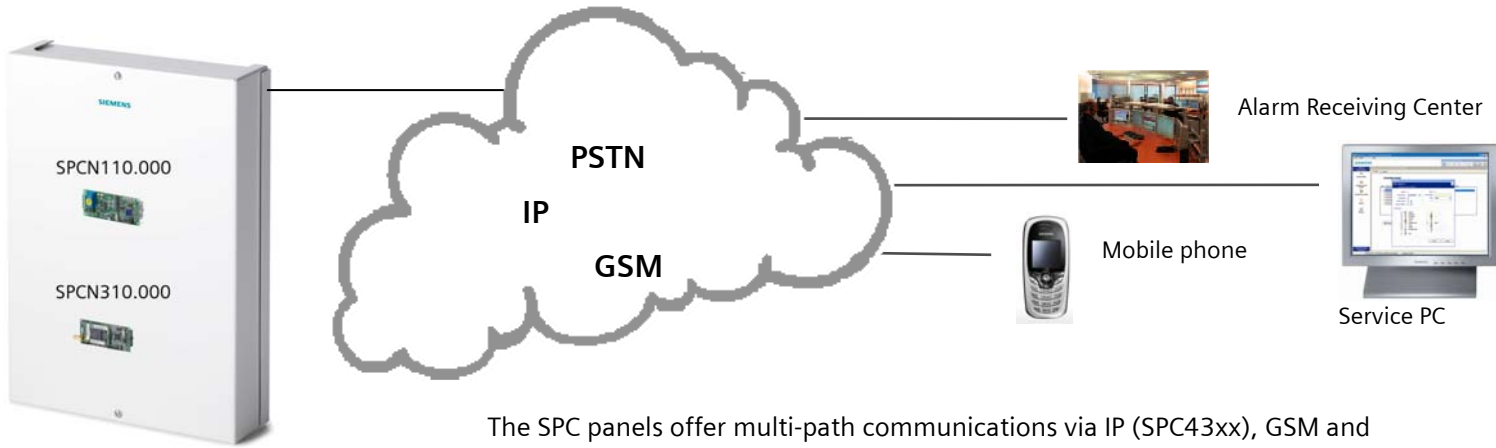 SIEMENS
SPCN110.000
SPCN310.000
PSTN
IP
GSM
Alarm Receiving Center
Mobile phone
Service PC
The SPC panels offer multi-path communications via IP (SPC43xx), GSM and